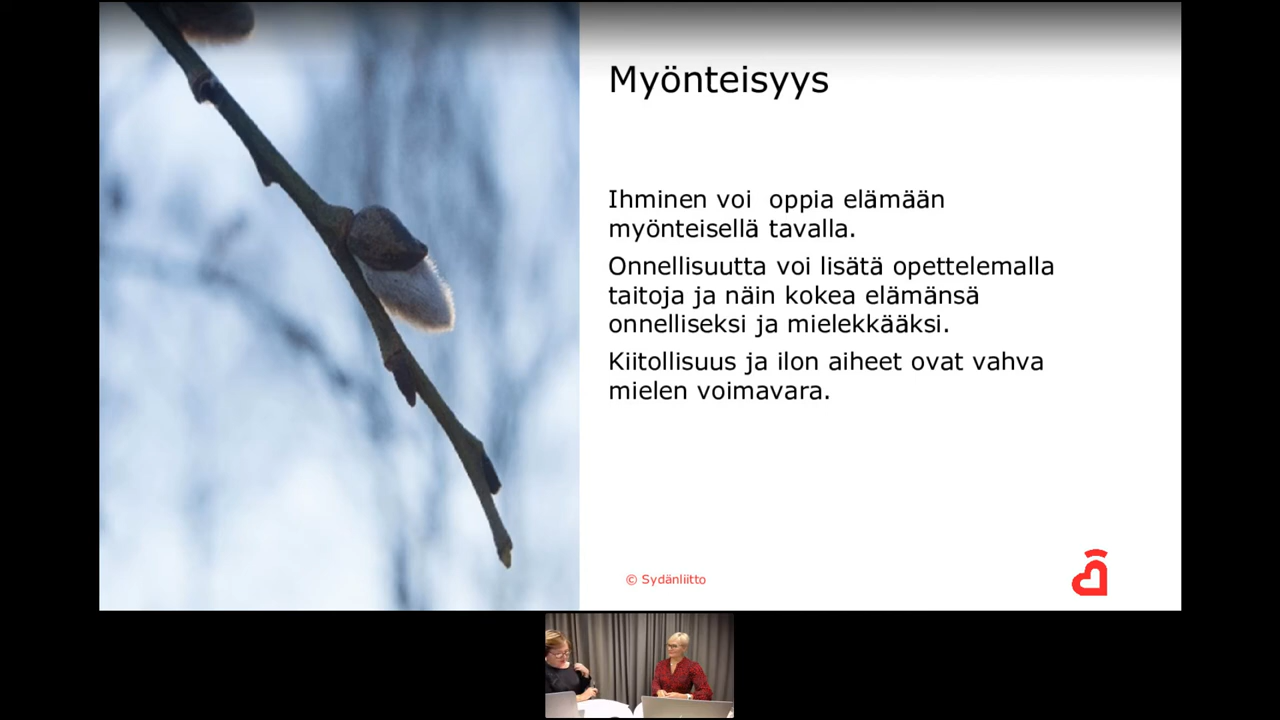 Myönteisyys
Ihminen voi  oppia elämään
myönteisellä tavalla.
Onnellisuutta voi lisätä opettelemalla
taitoja ja näin kokea elämänsä
onnelliseksi ja mielekkääksi.
Kiitollisuus ja ilon aiheet ovat vahva
mielen voimavara.
© Sydänliitto